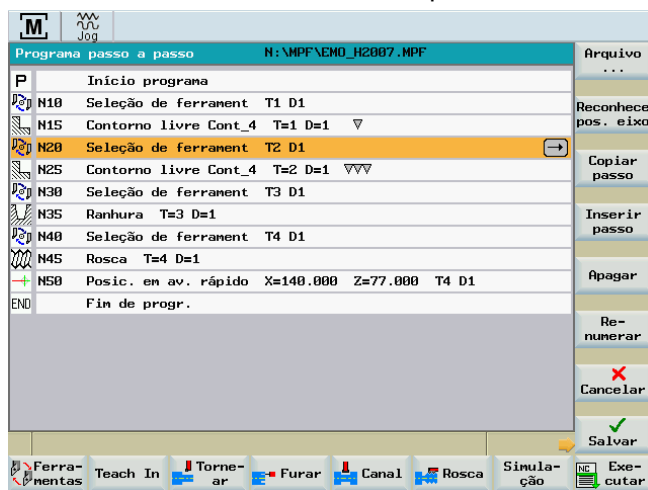 M
Jog
Programa passo a passo N:\MPF\EMO_H2007.MPF
P Início programa
N10 Seleção de ferrament T1 D1
N15 Contorno livre Cont_4 T=1 D=1 ▽
N20 Seleção de ferrament T2 D1
N25 Contorno livre Cont_4 T=2 D=1 ▽▽▽
N30 Seleção de ferrament T3 D1
N35 Ranhura T=3 D=1
N40 Seleção de ferrament T4 D1
N45 Rosca T=4 D=1
N50 Posic. em av. rápido X=140.000 Z=77.000 T4 D1
END Fim de progr.
Arquivo
...
Reconhece
pos. eixo
Copiar
passo
Inserir
passo
Apagar
Re-
numerar
Cancelar
Salvar
Ferra-
mentas
Teach In
Torne-
ar
Furar
Canal
Rosca
Simula-
ção
NC Exe-
cutar